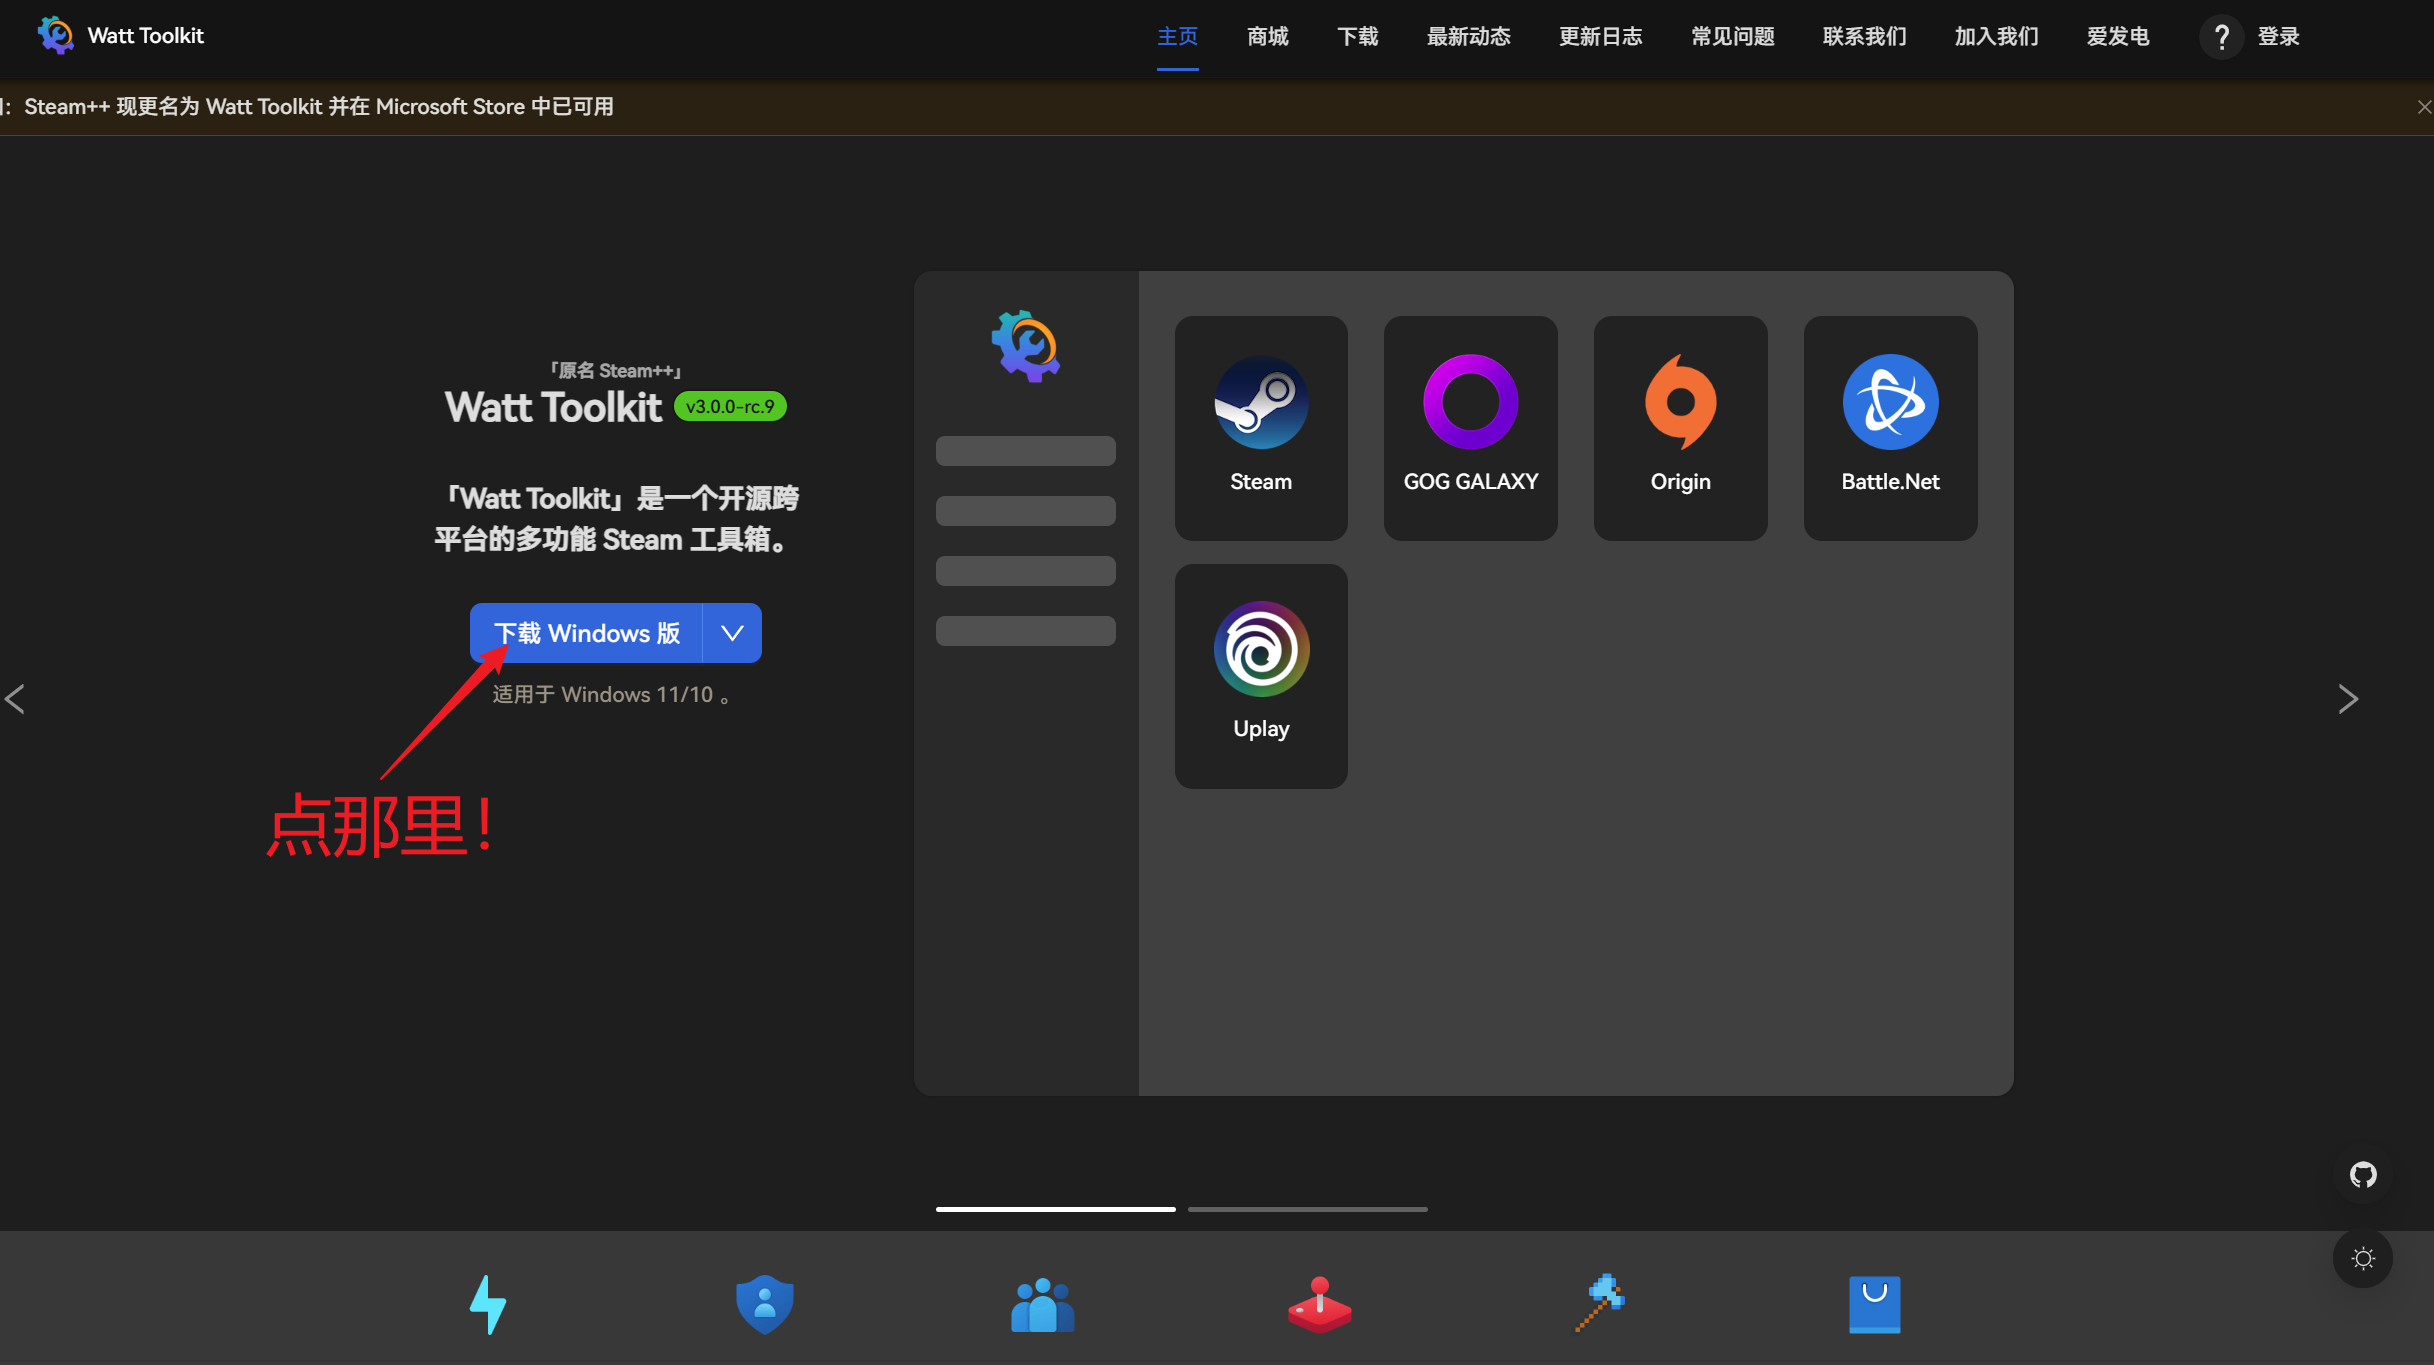 Watt Toolkit
主页 商城 下载 最新动态 更新日志 常见问题 联系我们 加入我们 爱发电 ? 登录
: Steam++ 现更名为 Watt Toolkit 并在 Microsoft Store 中已可用
「原名 Steam++」
Watt Toolkit v3.0.0-rc.9
「Watt Toolkit」是一个开源跨
平台的多功能 Steam 工具箱。
下载 Windows 版
适用于 Windows 11/10 。
点那里！
Steam
GOG GALAXY
Origin
Battle.Net
Uplay